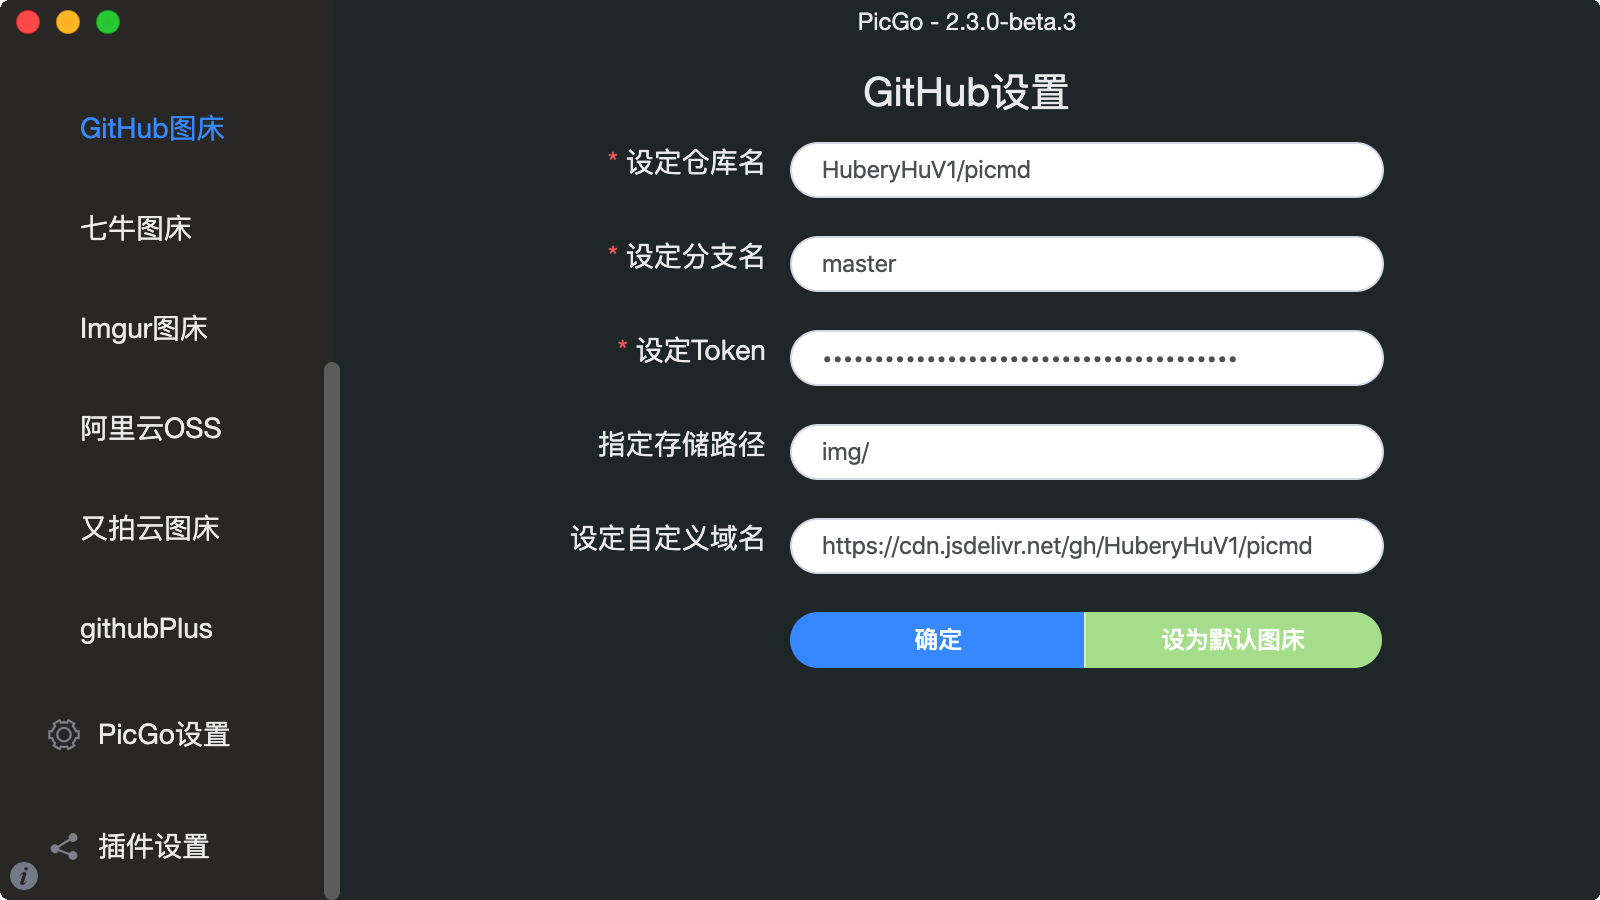 PicGo - 2.3.0-beta.3
GitHub图床
七牛图床
Imgur图床
阿里云OSS
又拍云图床
githubPlus
PicGo设置
插件设置
i
GitHub设置
* 设定仓库名 HuberyHuV1/picmd
* 设定分支名 master
* 设定Token ••••••••••••••••••••••••••••••••••••••••
指定存储路径 img/
设定自定义域名 https://cdn.jsdelivr.net/gh/HuberyHuV1/picmd
确定 设为默认图床